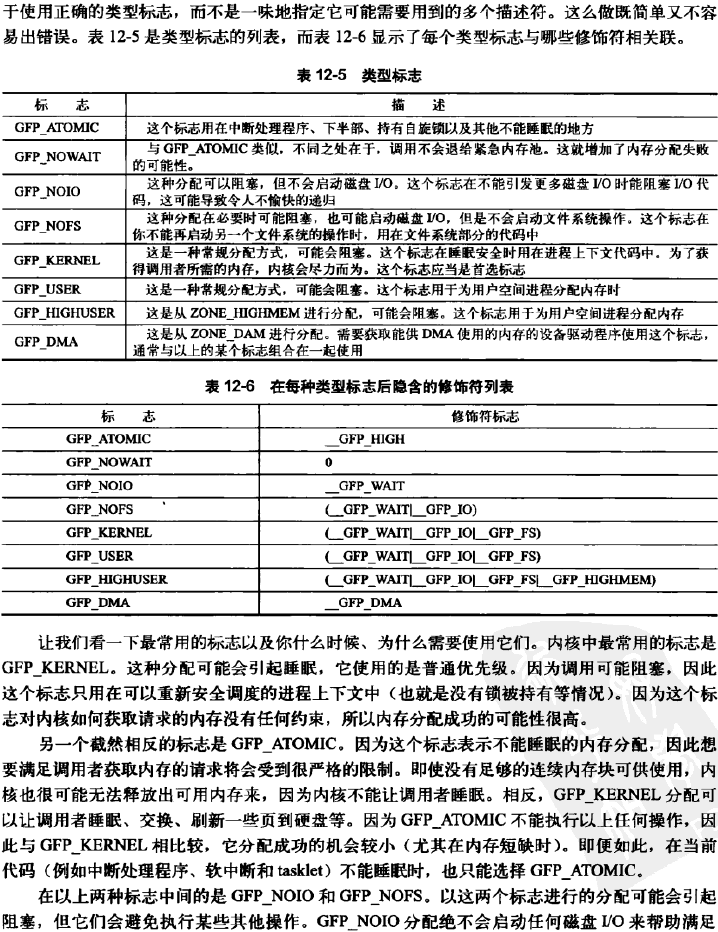 于使用正确的类型标志，而不是一味地指定它可能需要用到的多个描述符。这么做既简单又不容
易出错误。表 12-5 是类型标志的列表，而表 12-6 显示了每个类型标志与哪些修饰符相关联。
表 12-5 类型标志
标 志 描 述
GFP_ATOMIC 这个标志用在中断处理程序、下半部、持有自旋锁以及其他不能睡眠的地方
GFP_NOWAIT 与 GFP_ATOMIC 类似，不同之处在于，调用不会退给紧急内存池。这就增加了内存分配失败
的可能性。
GFP_NOIO 这种分配可以阻塞，但不会启动磁盘 I/O。这个标志在不能引发更多磁盘 I/O 时能阻塞 I/O 代
码，这可能导致令人不愉快的递归
GFP_NOFS 这种分配在必要时可能阻塞，也可能启动磁盘 I/O，但是不会启动文件系统操作。这个标志在
你不能再启动另一个文件系统的操作时，用在文件系统部分的代码中
GFP_KERNEL 这是一种常规分配方式，可能会阻塞。这个标志在睡眠安全时用在进程上下文代码中。为了获
得调用者所需的内存，内核会尽力而为。这个标志应当是首选标志
GFP_USER 这是一种常规分配方式，可能会阻塞。这个标志用于为用户空间进程分配内存时
GFP_HIGHUSER 这是从 ZONE_HIGHMEM 进行分配，可能会阻塞。这个标志用于为用户空间进程分配内存
GFP_DMA 这是从 ZONE_DAM 进行分配。需要获取能供 DMA 使用的内存的设备驱动程序使用这个标志，
通常与以上的某个标志组合在一起使用
表 12-6 在每种类型标志后隐含的修饰符列表
标 志 修饰符标志
GFP_ATOMIC __GFP_HIGH
GFP_NOWAIT 0
GFP_NOIO __GFP_WAIT
GFP_NOFS (__GFP_WAIT|__GFP_IO)
GFP_KERNEL (__GFP_WAIT|__GFP_IO|__GFP_FS)
GFP_USER (__GFP_WAIT|__GFP_IO|__GFP_FS)
GFP_HIGHUSER (__GFP_WAIT|__GFP_IO|__GFP_FS|__GFP_HIGHMEM)
GFP_DMA __GFP_DMA
让我们看一下最常用的标志以及你什么时候、为什么需要使用它们。内核中最常用的标志是
GFP_KERNEL。这种分配可能会引起睡眠，它使用的是普通优先级。因为调用可能阻塞，因此
这个标志只用在可以重新安全调度的进程上下文中（也就是没有锁被持有等情况）。因为这个标
志对内核如何获取请求的内存没有任何约束，所以内存分配成功的可能性很高。
另一个截然相反的标志是 GFP_ATOMIC。因为这个标志表示不能睡眠的内存分配，因此想
要满足调用者获取内存的请求将会受到很严格的限制。即使没有足够的连续内存块可供使用，内
核也很可能无法释放出可用内存来，因为内核不能让调用者睡眠。相反，GFP_KERNEL 分配可
以让调用者睡眠、交换、刷新一些页到硬盘等。因为 GFP_ATOMIC 不能执行以上任何操作，因
此与 GFP_KERNEL 相比较，它分配成功的机会较小（尤其在内存短缺时）。即便如此，在当前
代码（例如中断处理程序、软中断和 tasklet）不能睡眠时，也只能选择 GFP_ATOMIC。
在以上两种标志中间的是 GFP_NOIO 和 GFP_NOFS。以这两个标志进行的分配可能会引起
阻塞，但它们会避免执行某些其他操作。GFP_NOIO 分配绝不会启动任何磁盘 I/O 来帮助满足